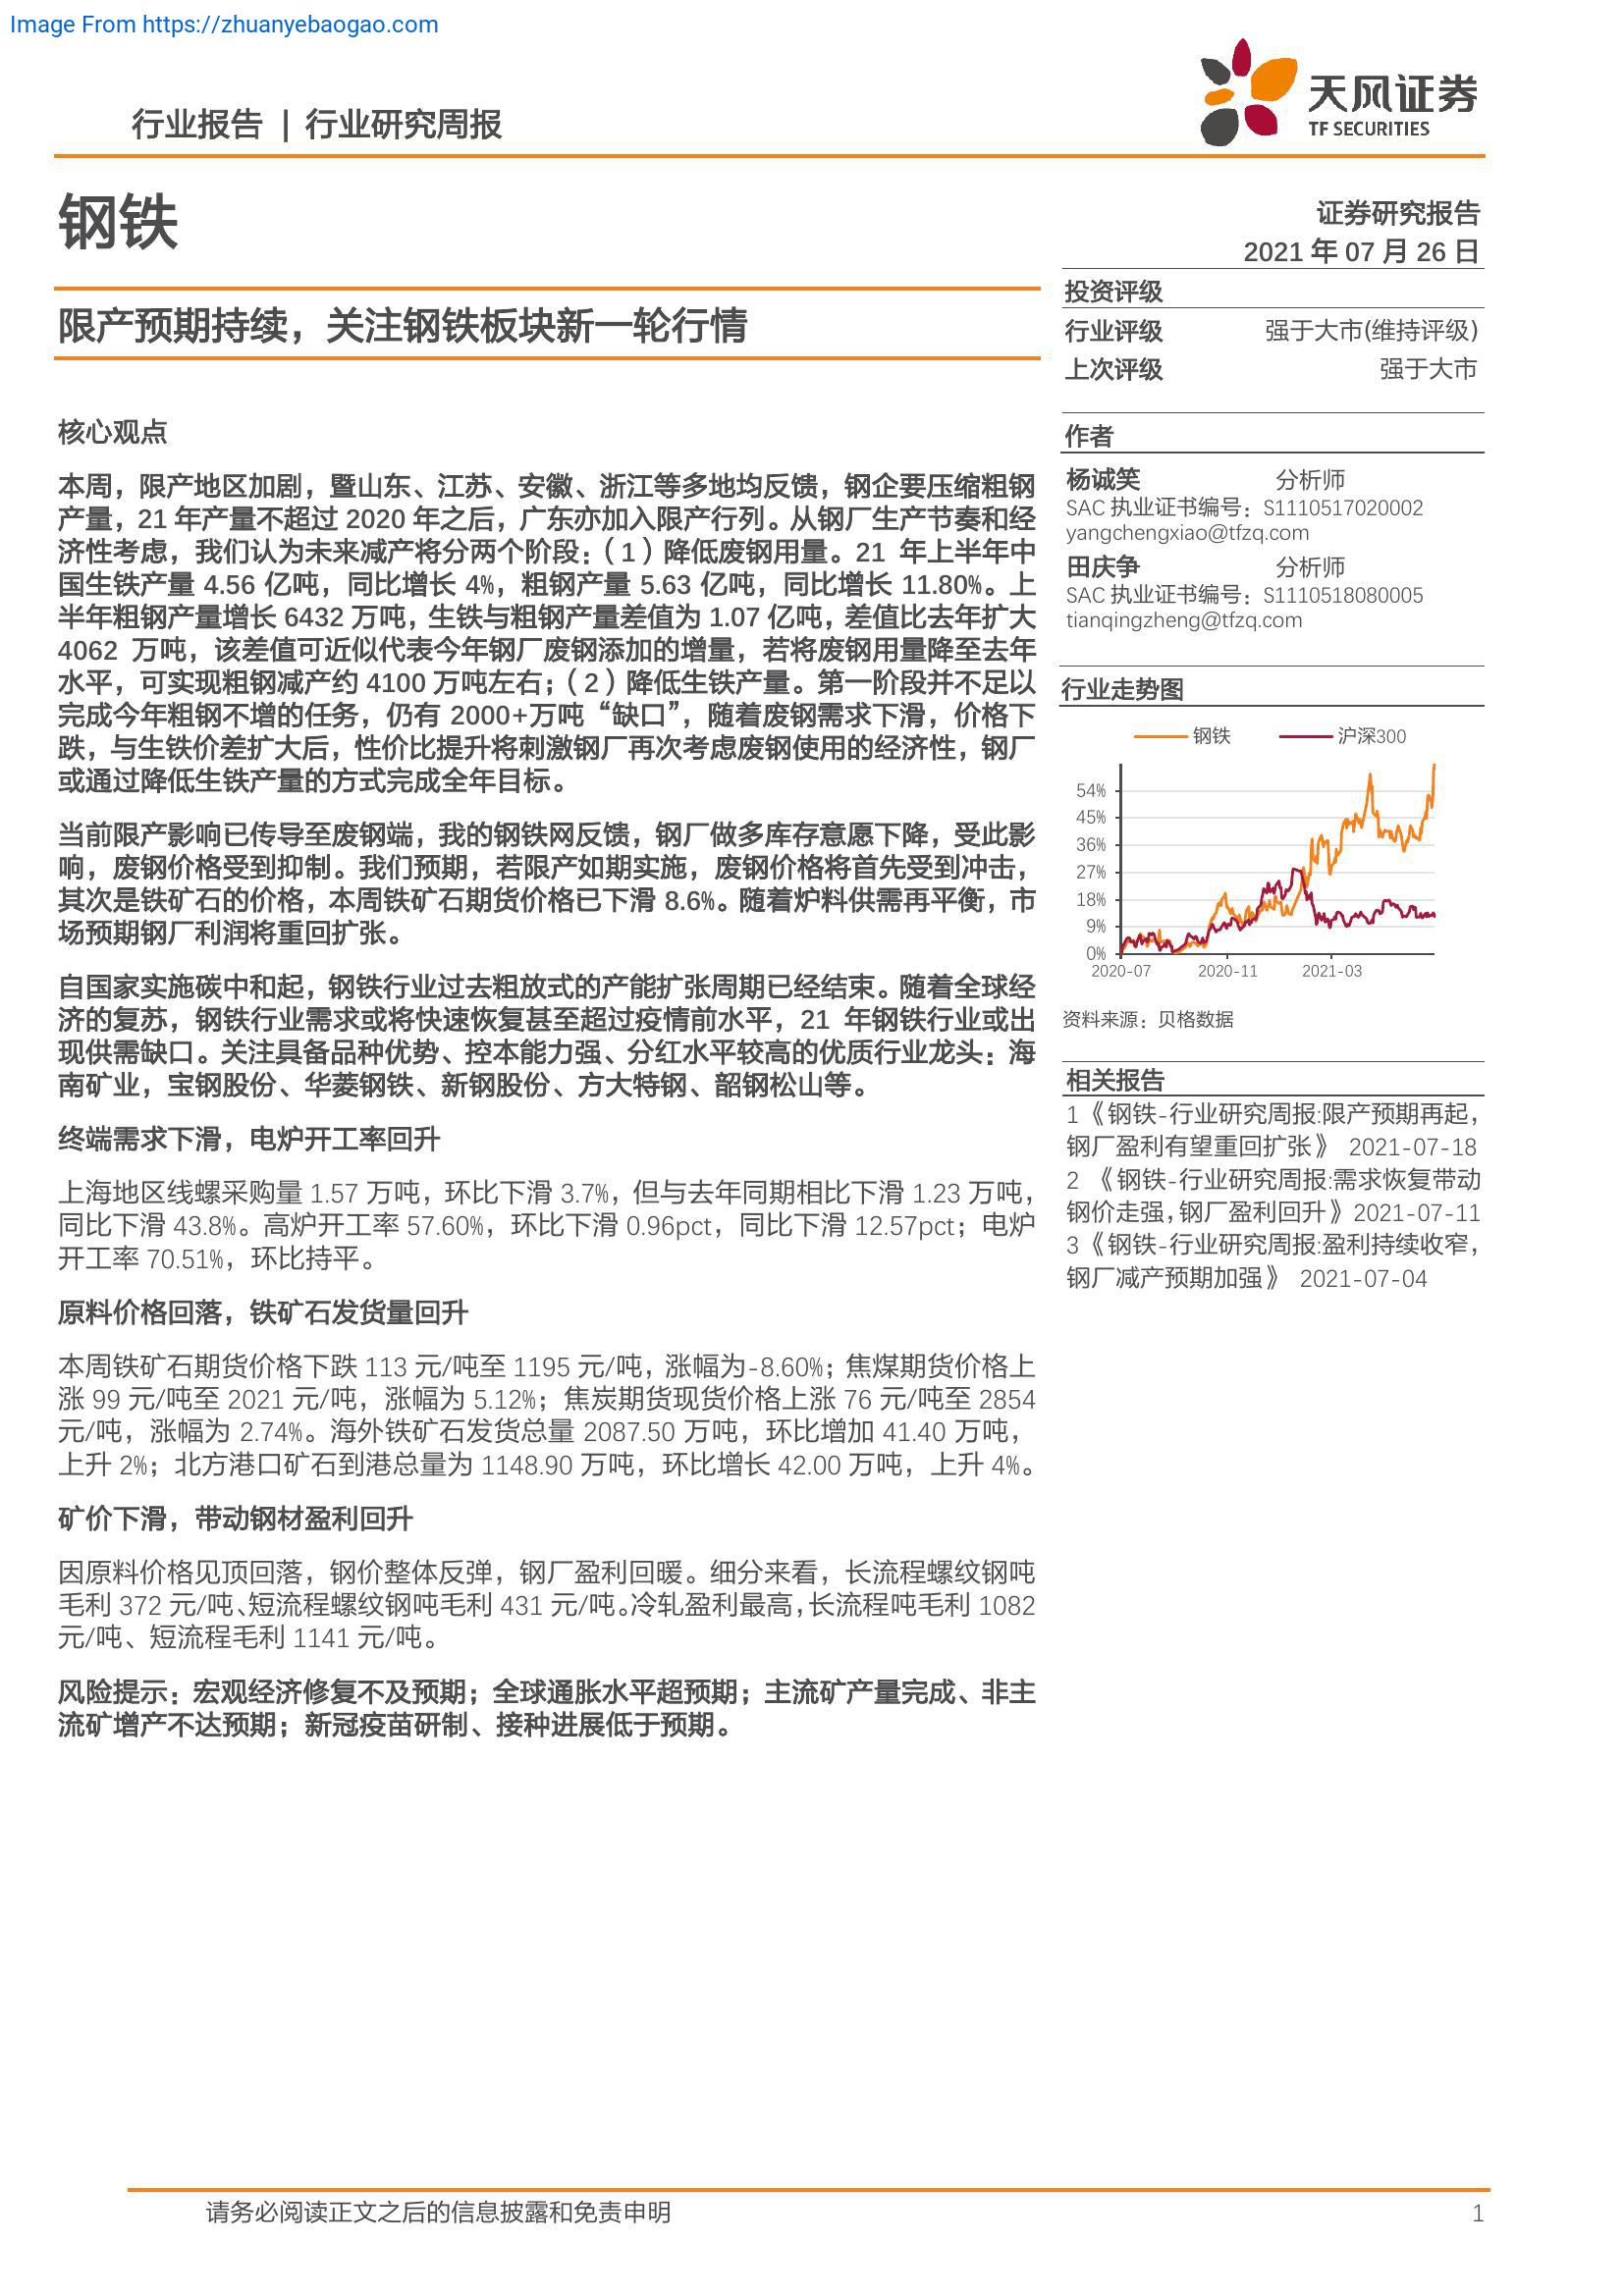 Image From https://zhuanyebaogao.com
行业报告 | 行业研究周报
天风证券
TF SECURITIES
钢铁
证券研究报告
2021 年 07 月 26 日
限产预期持续，关注钢铁板块新一轮行情
投资评级
行业评级 强于大市(维持评级)
上次评级 强于大市
核心观点
本周，限产地区加剧，暨山东、江苏、安徽、浙江等多地均反馈，钢企要压缩粗钢
产量，21 年产量不超过 2020 年之后，广东亦加入限产行列。从钢厂生产节奏和经
济性考虑，我们认为未来减产将分两个阶段：（1）降低废钢用量。21 年上半年中
国生铁产量 4.56 亿吨，同比增长 4%，粗钢产量 5.63 亿吨，同比增长 11.80%。上
半年粗钢产量增长 6432 万吨，生铁与粗钢产量差值为 1.07 亿吨，差值比去年扩大
4062 万吨，该差值可近似代表今年钢厂废钢添加的增量，若将废钢用量降至去年
水平，可实现粗钢减产约 4100 万吨左右；（2）降低生铁产量。第一阶段并不足以
完成今年粗钢不增的任务，仍有 2000+万吨“缺口”，随着废钢需求下滑，价格下
跌，与生铁价差扩大后，性价比提升将刺激钢厂再次考虑废钢使用的经济性，钢厂
或通过降低生铁产量的方式完成全年目标。
当前限产影响已传导至废钢端，我的钢铁网反馈，钢厂做多库存意愿下降，受此影
响，废钢价格受到抑制。我们预期，若限产如期实施，废钢价格将首先受到冲击，
其次是铁矿石的价格，本周铁矿石期货价格已下滑 8.6%。随着炉料供需再平衡，市
场预期钢厂利润将重回扩张。
自国家实施碳中和起，钢铁行业过去粗放式的产能扩张周期已经结束。随着全球经
济的复苏，钢铁行业需求或将快速恢复甚至超过疫情前水平，21 年钢铁行业或出
现供需缺口。关注具备品种优势、控本能力强、分红水平较高的优质行业龙头：海
南矿业，宝钢股份、华菱钢铁、新钢股份、方大特钢、韶钢松山等。
终端需求下滑，电炉开工率回升
上海地区线螺采购量 1.57 万吨，环比下滑 3.7%，但与去年同期相比下滑 1.23 万吨，
同比下滑 43.8%。高炉开工率 57.60%，环比下滑 0.96pct，同比下滑 12.57pct；电炉
开工率 70.51%，环比持平。
原料价格回落，铁矿石发货量回升
本周铁矿石期货价格下跌 113 元/吨至 1195 元/吨，涨幅为-8.60%；焦煤期货价格上
涨 99 元/吨至 2021 元/吨，涨幅为 5.12%；焦炭期货现货价格上涨 76 元/吨至 2854
元/吨，涨幅为 2.74%。海外铁矿石发货总量 2087.50 万吨，环比增加 41.40 万吨，
上升 2%；北方港口矿石到港总量为 1148.90 万吨，环比增长 42.00 万吨，上升 4%。
矿价下滑，带动钢材盈利回升
因原料价格见顶回落，钢价整体反弹，钢厂盈利回暖。细分来看，长流程螺纹钢吨
毛利 372 元/吨、短流程螺纹钢吨毛利 431 元/吨。冷轧盈利最高，长流程吨毛利 1082
元/吨、短流程毛利 1141 元/吨。
风险提示：宏观经济修复不及预期；全球通胀水平超预期；主流矿产量完成、非主
流矿增产不达预期；新冠疫苗研制、接种进展低于预期。
作者
杨诚笑 分析师
SAC 执业证书编号：S1110517020002
yangchengxiao@tfzq.com
田庆争 分析师
SAC 执业证书编号：S1110518080005
tianqingzheng@tfzq.com
行业走势图
钢铁 沪深300
54%
45%
36%
27%
18%
9%
0%
2020-07 2020-11 2021-03
资料来源：贝格数据
相关报告
1 《钢铁-行业研究周报:限产预期再起，
钢厂盈利有望重回扩张》 2021-07-18
2 《钢铁-行业研究周报:需求恢复带动
钢价走强，钢厂盈利回升》 2021-07-11
3 《钢铁-行业研究周报:盈利持续收窄，
钢厂减产预期加强》 2021-07-04
请务必阅读正文之后的信息披露和免责申明 1